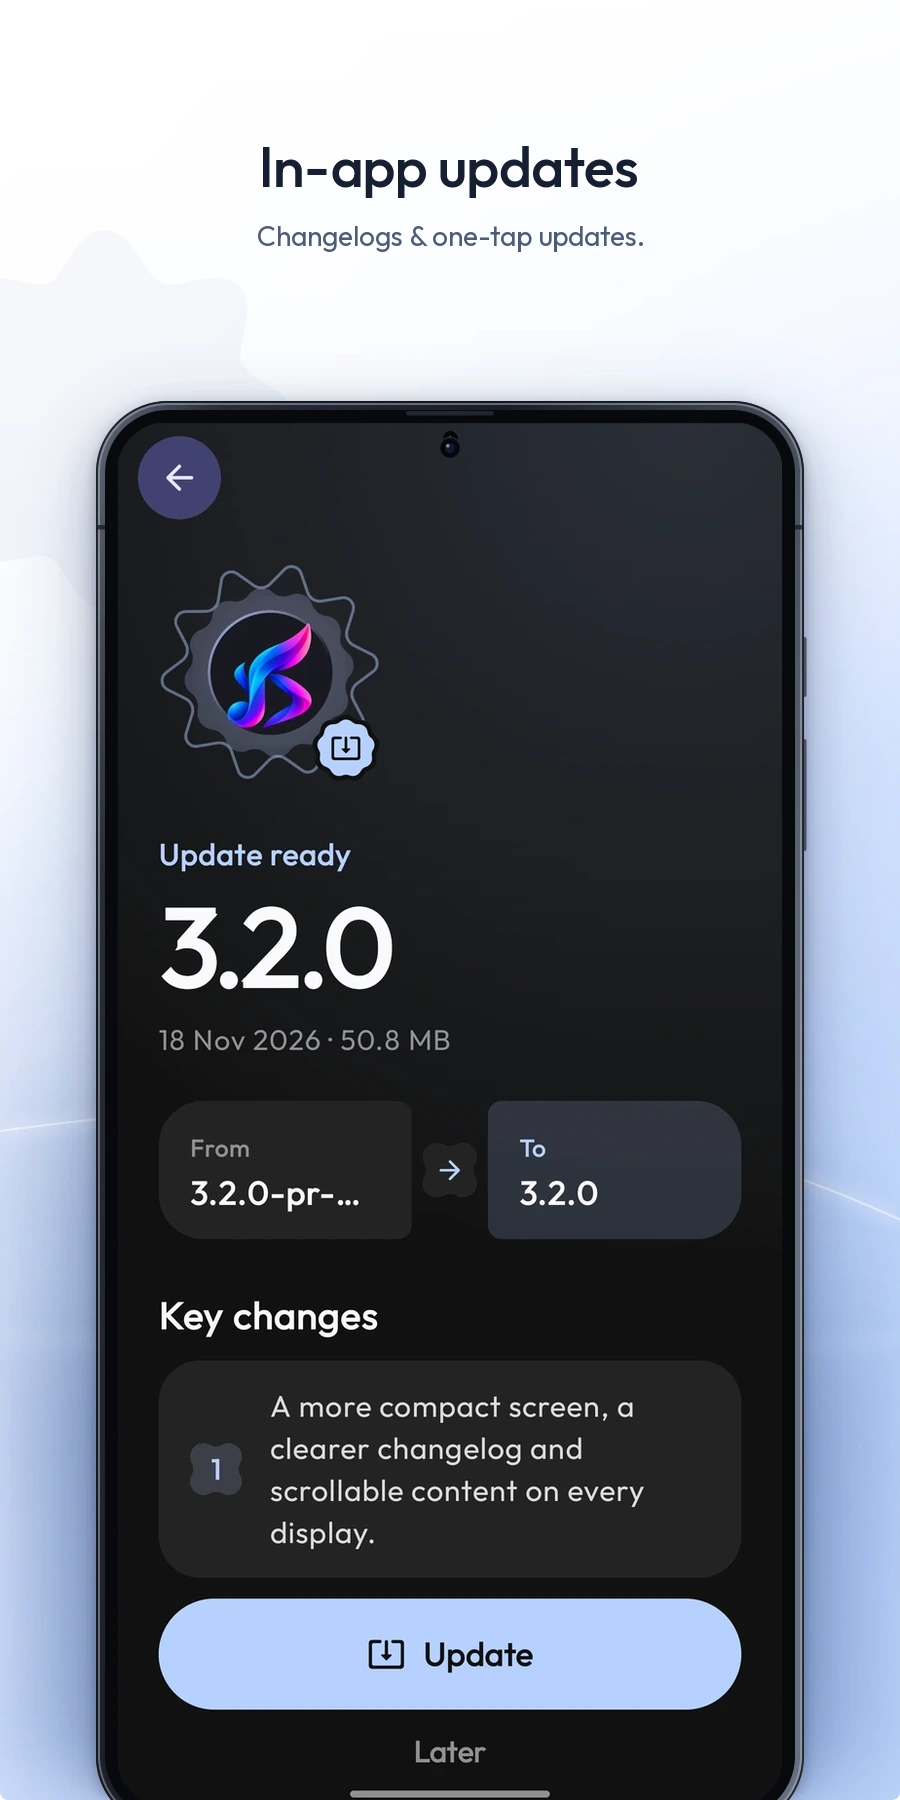 In-app updates
Changelogs & one-tap updates.
Update ready
3.2.0
18 Nov 2026 · 50.8 MB
From
3.2.0-pr-...
To
3.2.0
Key changes
1
A more compact screen, a
clearer changelog and
scrollable content on every
display.
Update
Later